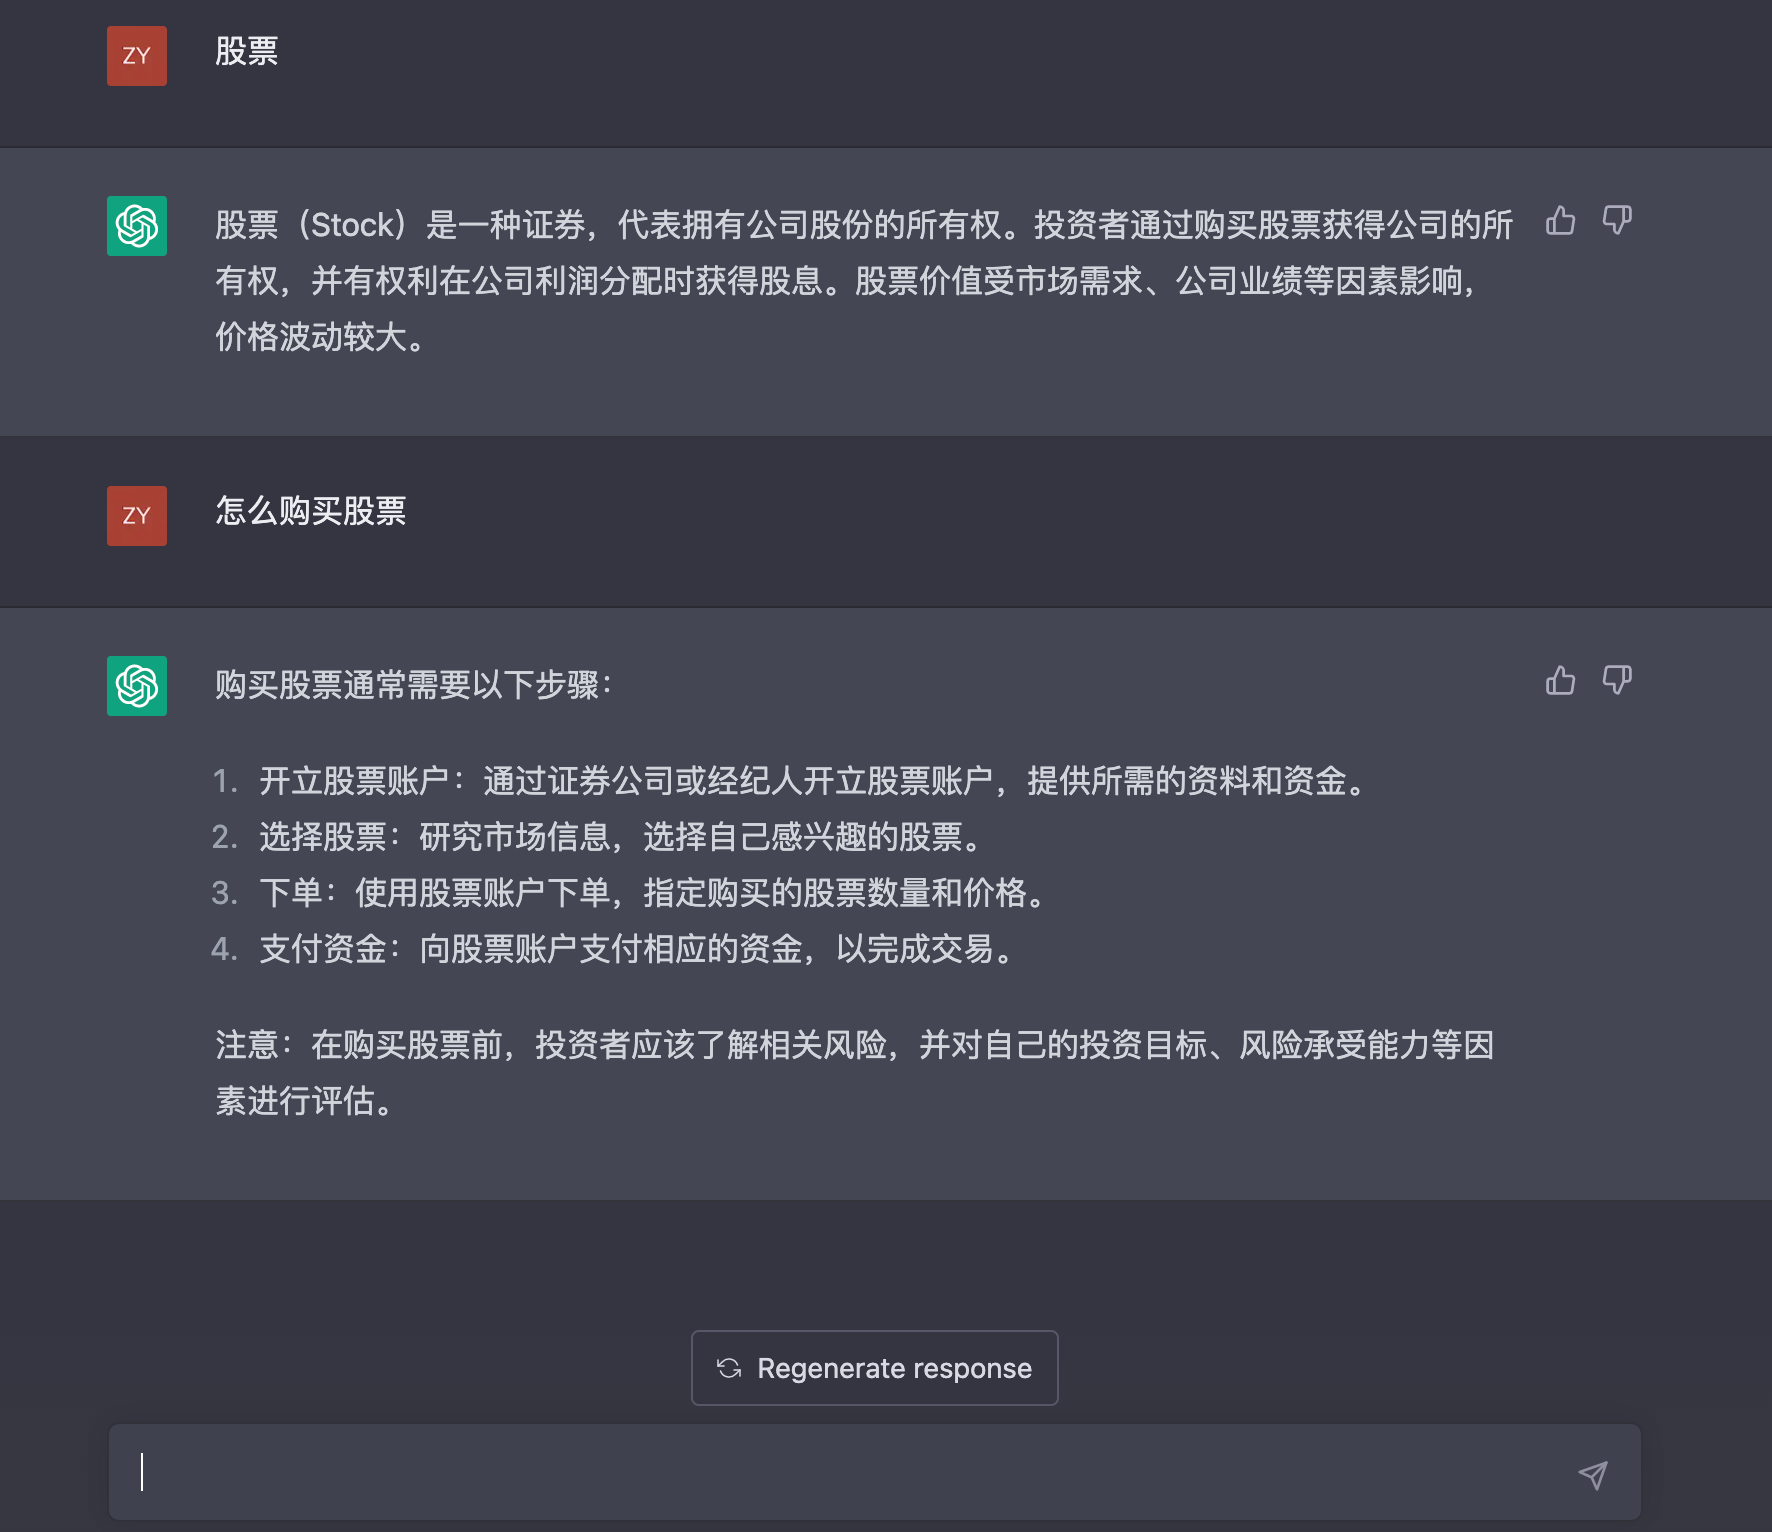 ZY
股票
股票（Stock）是一种证券，代表拥有公司股份的所有权。投资者通过购买股票获得公司的所
有权，并有权利在公司利润分配时获得股息。股票价值受市场需求、公司业绩等因素影响，
价格波动较大。
ZY
怎么购买股票
购买股票通常需要以下步骤：
1. 开立股票账户：通过证券公司或经纪人开立股票账户，提供所需的资料和资金。
2. 选择股票：研究市场信息，选择自己感兴趣的股票。
3. 下单：使用股票账户下单，指定购买的股票数量和价格。
4. 支付资金：向股票账户支付相应的资金，以完成交易。
注意：在购买股票前，投资者应该了解相关风险，并对自己的投资目标、风险承受能力等因
素进行评估。
Regenerate response